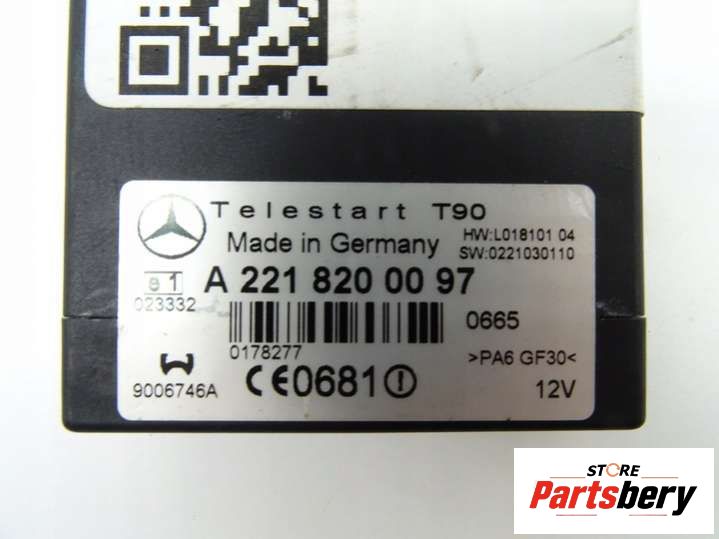 Telestart T90
Made in Germany
HW:L018101 04
SW:0221030110
e1
A 221 820 00 97
023332
0665
0178277
>PA6 GF30<
9006746A
CE0681
12V
STORE
Partsbery